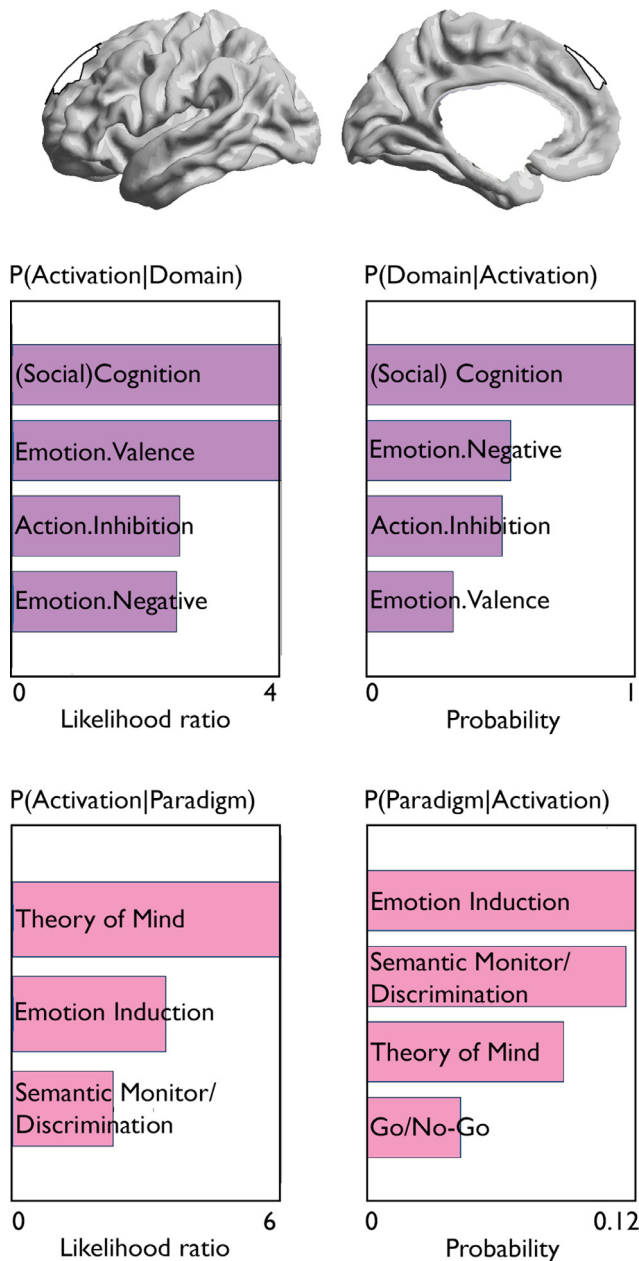 P(Activation|Domain)
(Social)Cognition
Emotion.Valence
Action.Inhibition
Emotion.Negative
0 4
Likelihood ratio
P(Domain|Activation)
(Social) Cognition
Emotion.Negative
Action.Inhibition
Emotion.Valence
0 1
Probability
P(Activation|Paradigm)
Theory of Mind
Emotion Induction
Semantic Monitor/
Discrimination
0 6
Likelihood ratio
P(Paradigm|Activation)
Emotion Induction
Semantic Monitor/
Discrimination
Theory of Mind
Go/No-Go
0 0.12
Probability